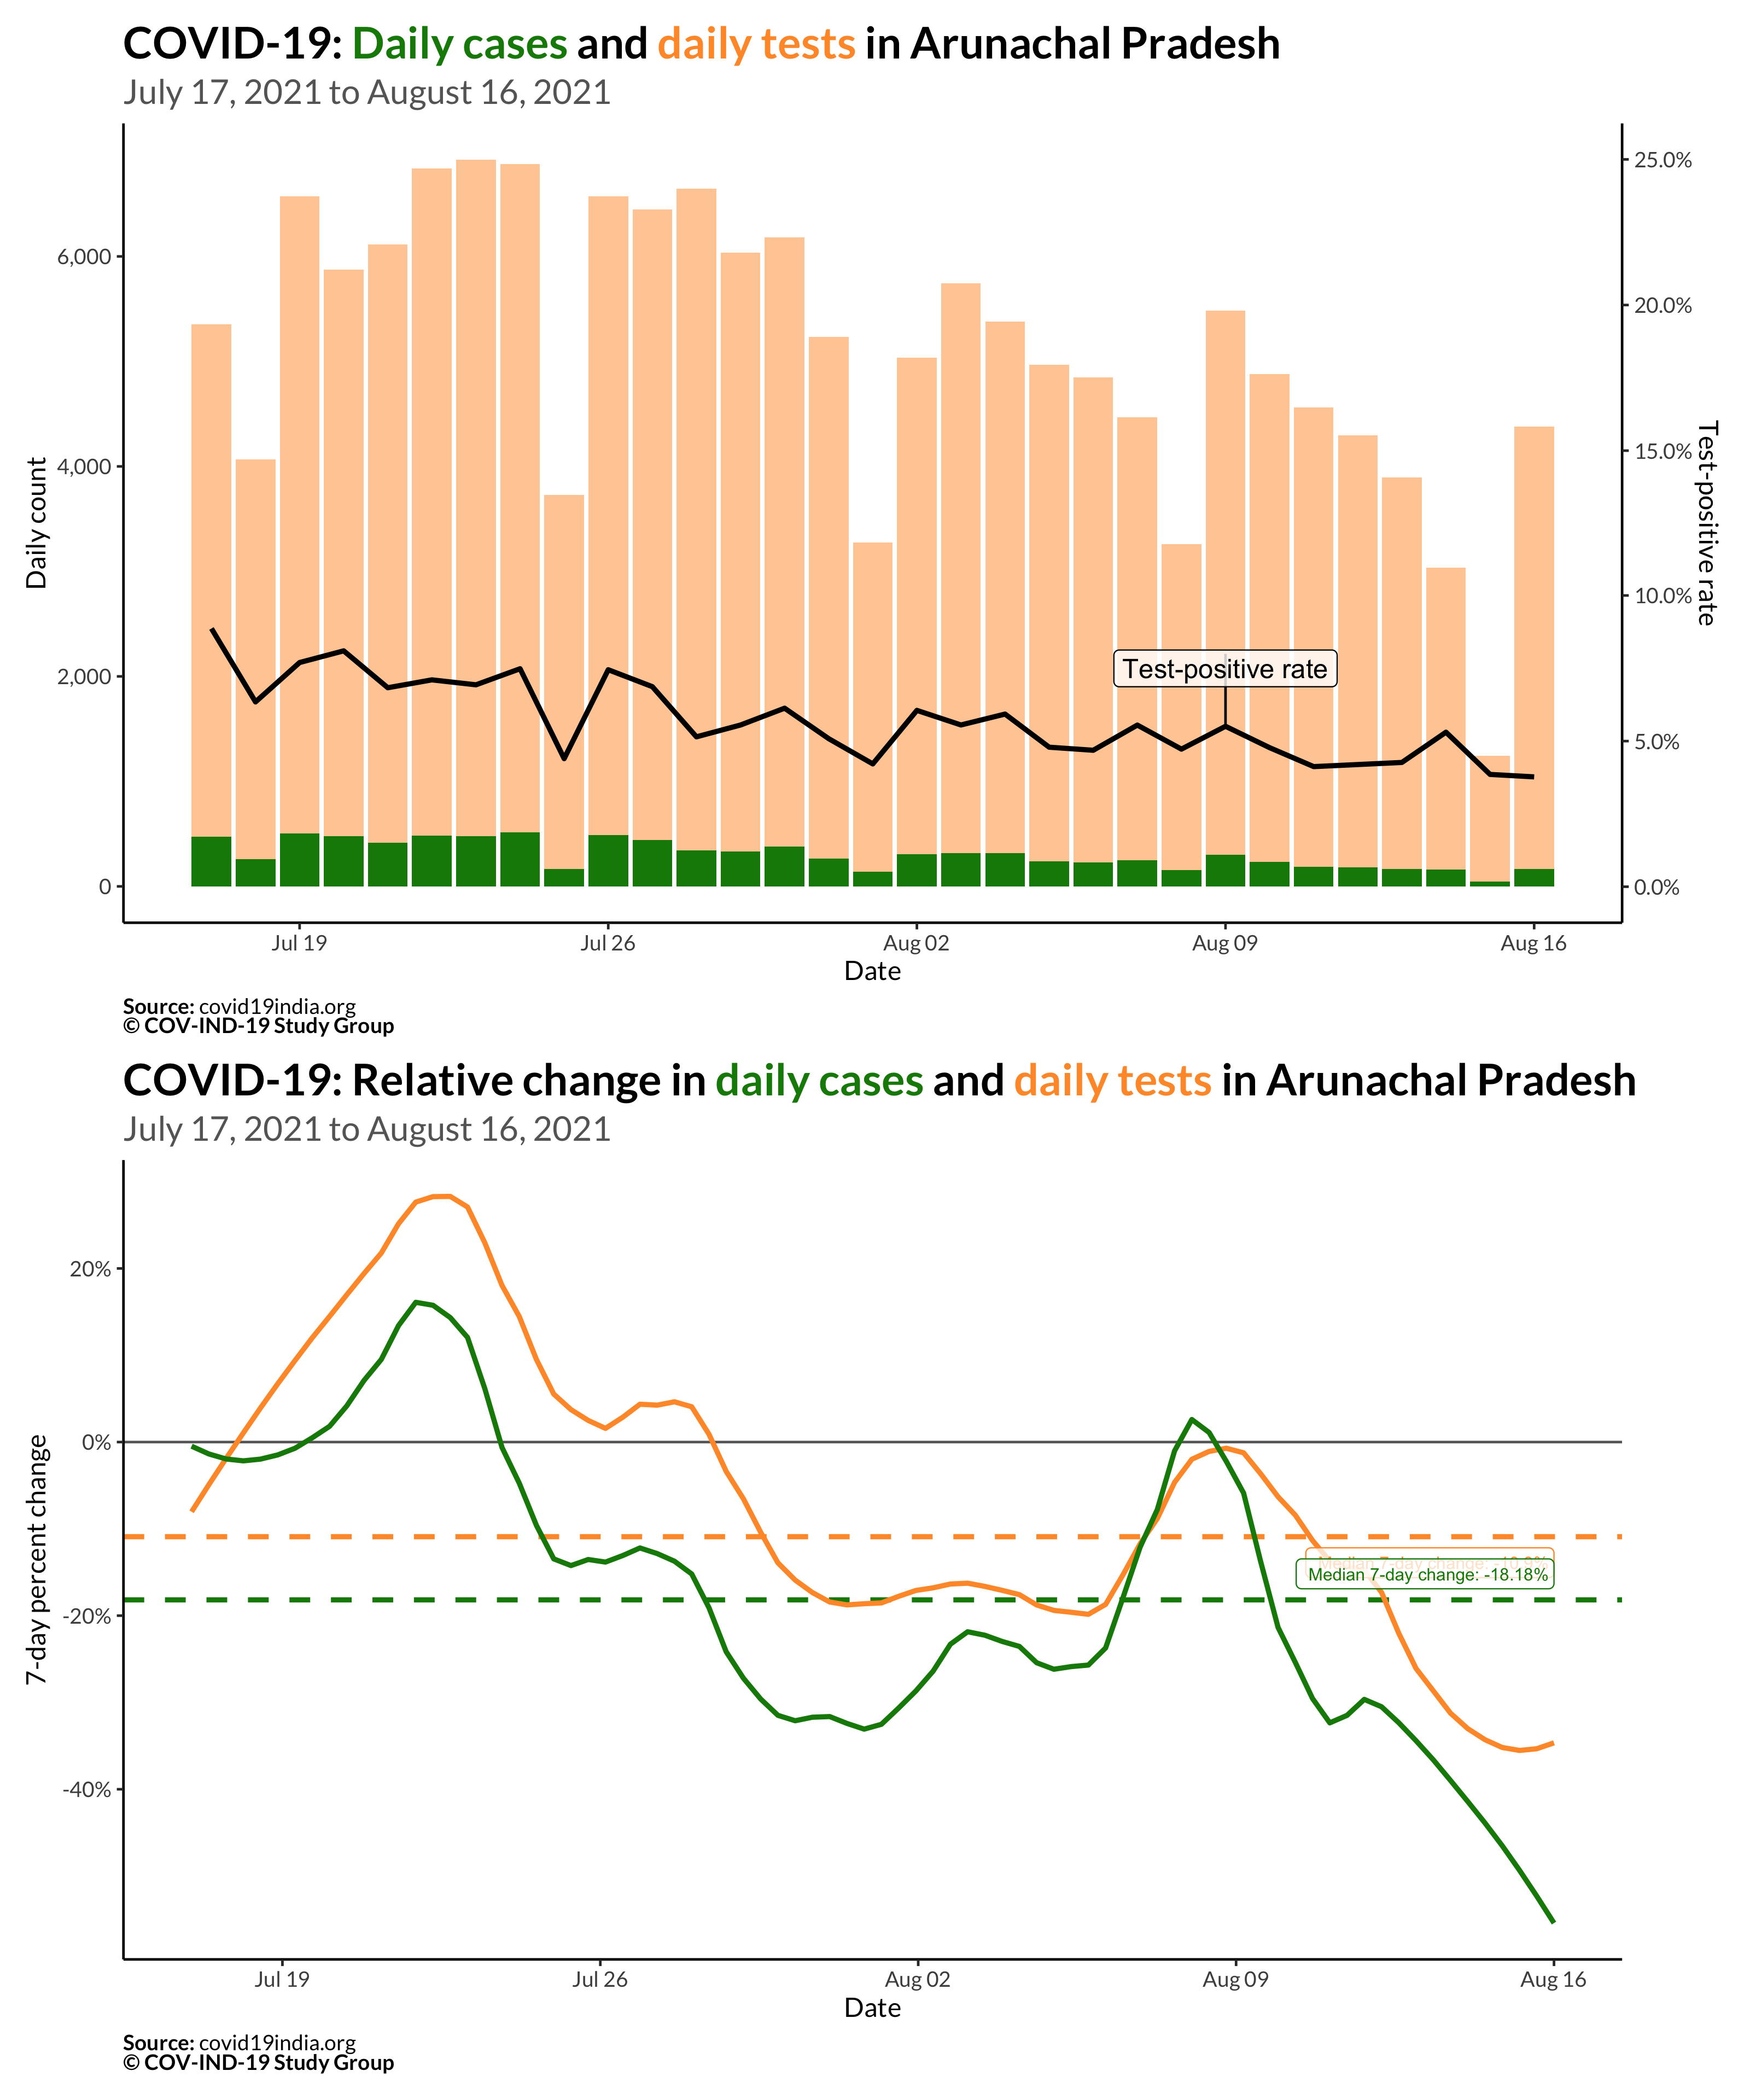 COVID-19: Daily cases and daily tests in Arunachal Pradesh
July 17, 2021 to August 16, 2021
Daily count
6,000
4,000
2,000
0
25.0%
20.0%
15.0%
10.0%
5.0%
0.0%
Test-positive rate
Test-positive rate
Jul 19
Jul 26
Aug 02
Aug 09
Aug 16
Date
Source: covid19india.org
© COV-IND-19 Study Group
COVID-19: Relative change in daily cases and daily tests in Arunachal Pradesh
July 17, 2021 to August 16, 2021
7-day percent change
20%
0%
-20%
-40%
Median 7-day change:
Median 7-day change: -18.18%
Jul 19
Jul 26
Aug 02
Aug 09
Aug 16
Date
Source: covid19india.org
© COV-IND-19 Study Group